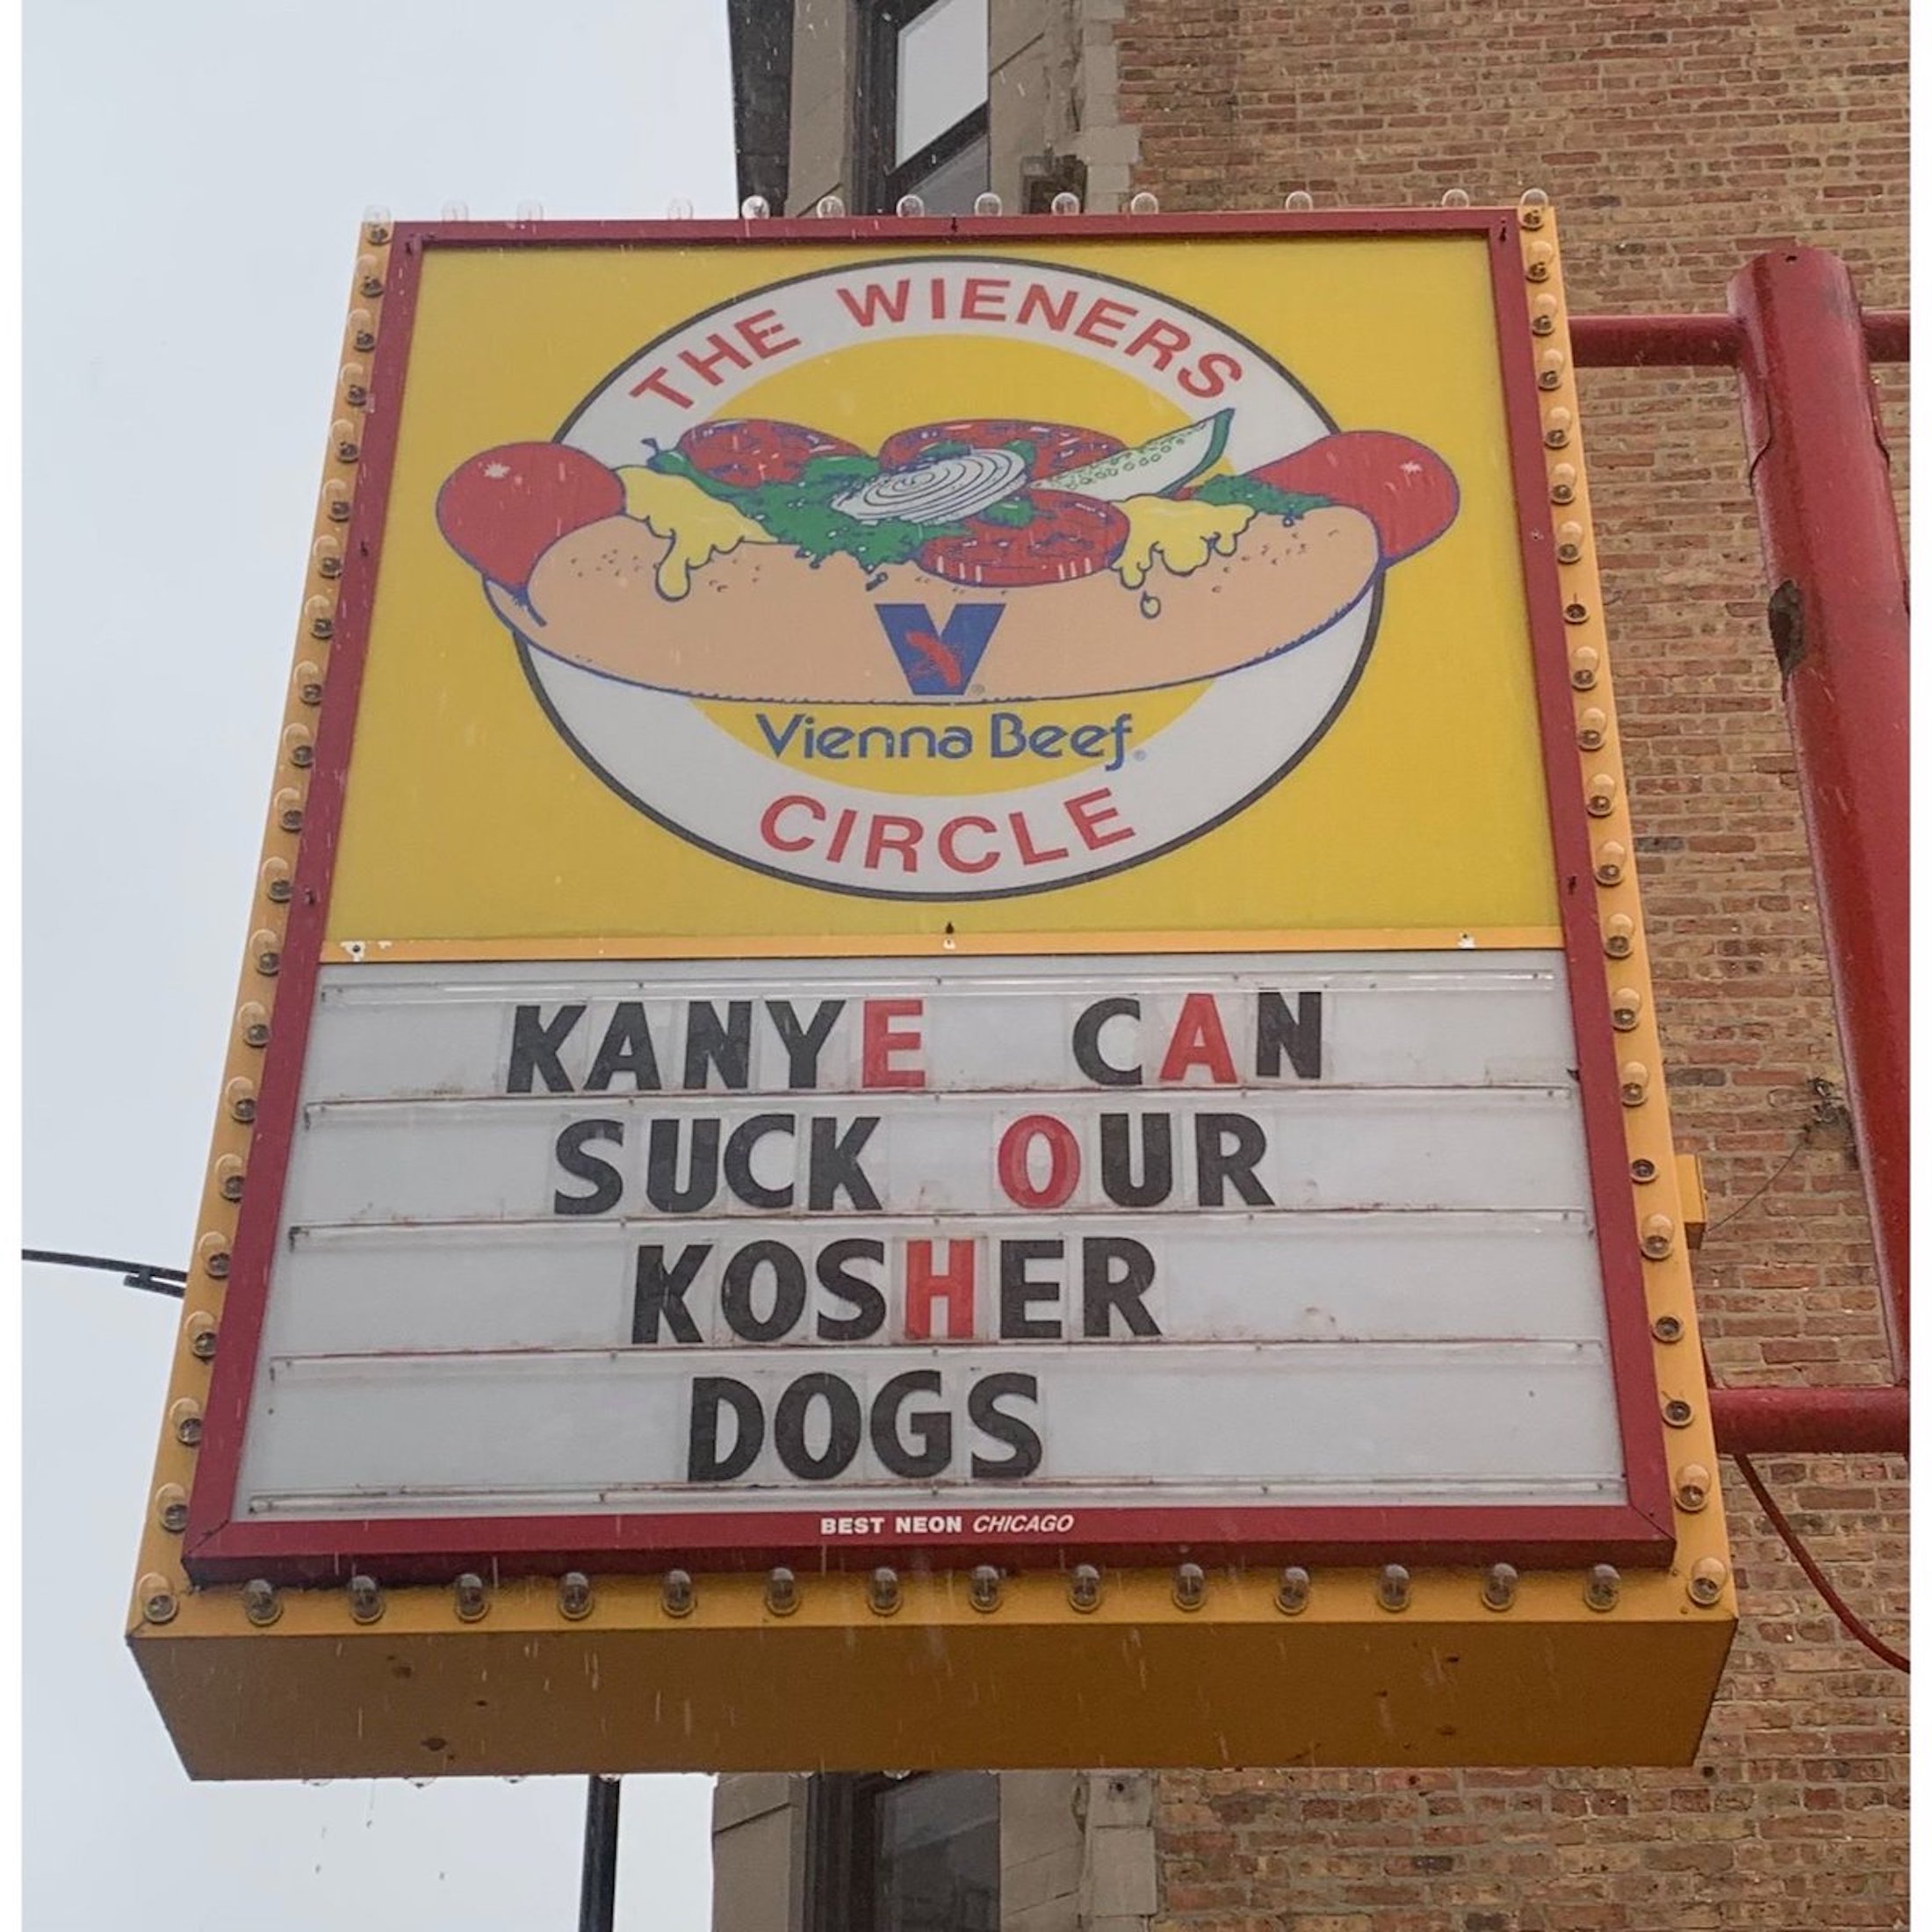 THE WIENERS
V
Vienna Beef®
CIRCLE
KANYE CAN
SUCK OUR
KOSHER
DOGS
BEST NEON CHICAGO